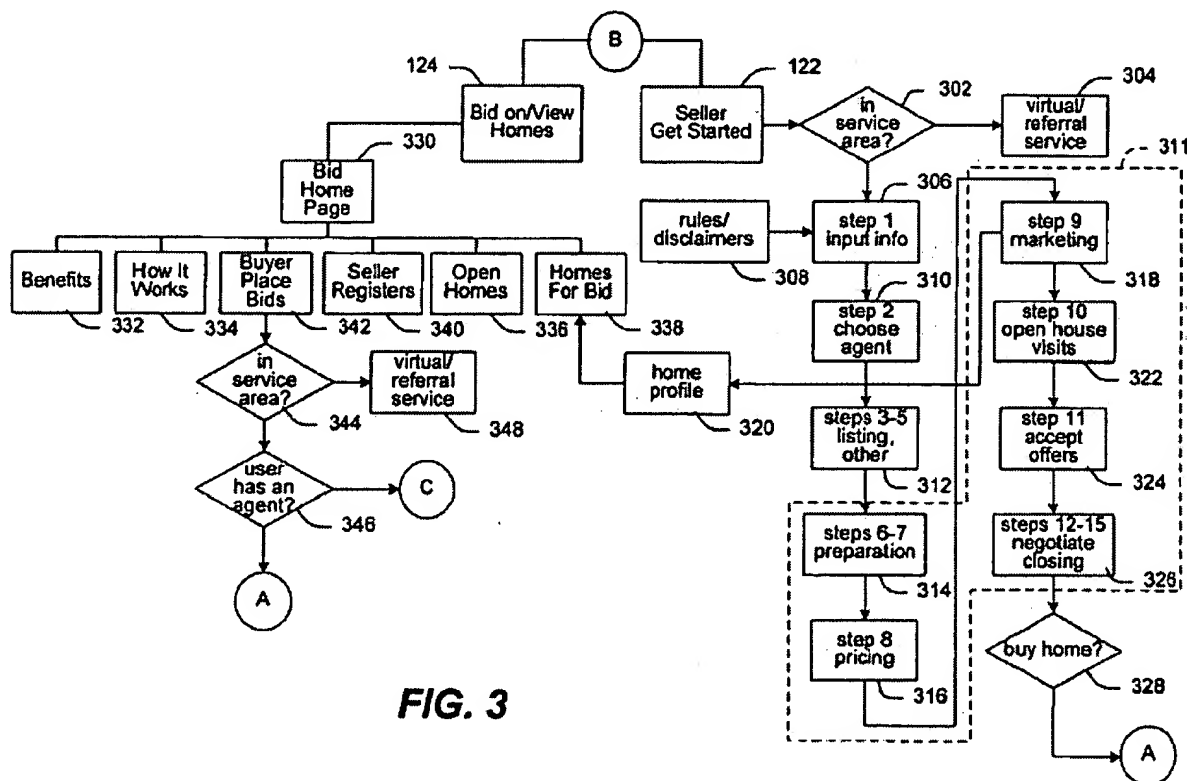 B
124
Bid on/View
Homes
122
Seller
Get Started
302
in
service
area?
304
virtual/
referral
service
311
330
Bid
Home
Page
306
step 1
input info
rules/
disclaimers
308
step 9
marketing
318
Benefits
332
How It
Works
334
Buyer
Place
Bids
342
Seller
Registers
340
Open
Homes
336
Homes
For Bid
338
310
step 2
choose
agent
step 10
open house
visits
322
in
service
area?
344
virtual/
referral
service
348
home
profile
320
steps 3-5
listing,
other
312
step 11
accept
offers
324
user
has an
agent?
346
C
A
steps 6-7
preparation
314
steps 12-15
negotiate
closing
326
step 8
pricing
316
buy home?
328
A
FIG. 3